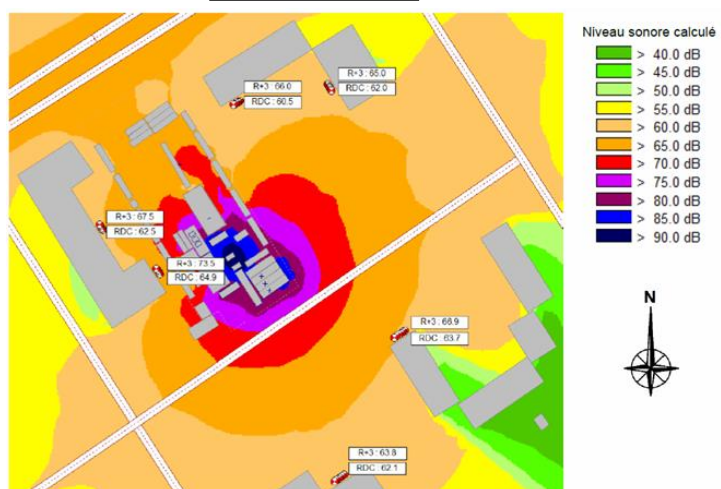 Niveau sonore calculé
> 40.0 dB
> 45.0 dB
> 50.0 dB
> 55.0 dB
> 60.0 dB
> 65.0 dB
> 70.0 dB
> 75.0 dB
> 80.0 dB
> 85.0 dB
> 90.0 dB
N
R+3 : 66.0
RDC : 60.5
R+3 : 65.0
RDC : 62.0
R+3 : 67.5
RDC : 62.5
R+3 : 73.5
RDC : 64.9
R+3 : 66.9
RDC : 63.7
R+3 : 63.8
RDC : 62.1